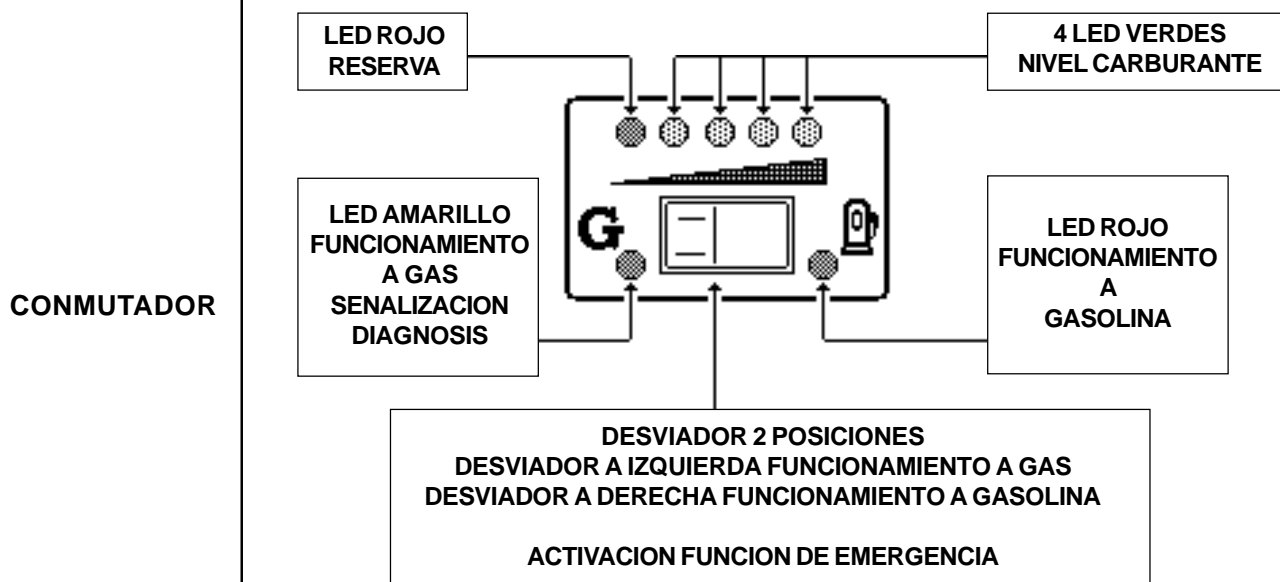 LED ROJO
RESERVA
4 LED VERDES
NIVEL CARBURANTE
LED AMARILLO
FUNCIONAMIENTO
A GAS
SENALIZACION
DIAGNOSIS
G
LED ROJO
FUNCIONAMIENTO
A
GASOLINA
CONMUTADOR
DESVIADOR 2 POSICIONES
DESVIADOR A IZQUIERDA FUNCIONAMIENTO A GAS
DESVIADOR A DERECHA FUNCIONAMIENTO A GASOLINA
ACTIVACION FUNCION DE EMERGENCIA